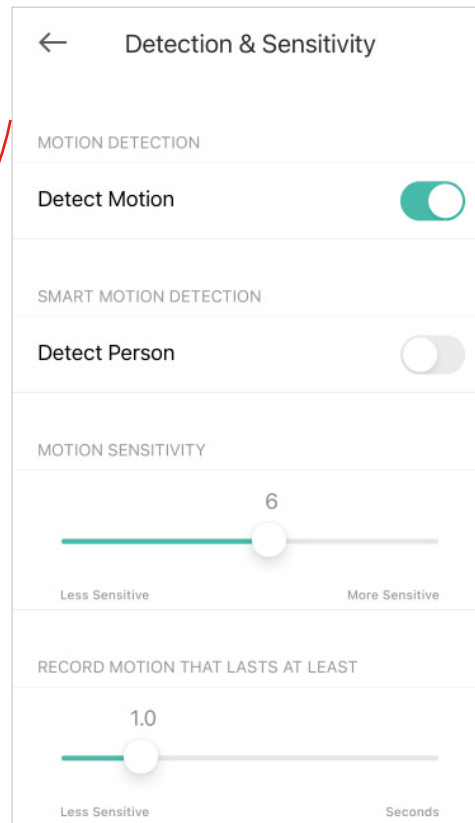 Detection & Sensitivity
MOTION DETECTION
Detect Motion
SMART MOTION DETECTION
Detect Person
MOTION SENSITIVITY
6
Less Sensitive More Sensitive
RECORD MOTION THAT LASTS AT LEAST
1.0
Less Sensitive Seconds